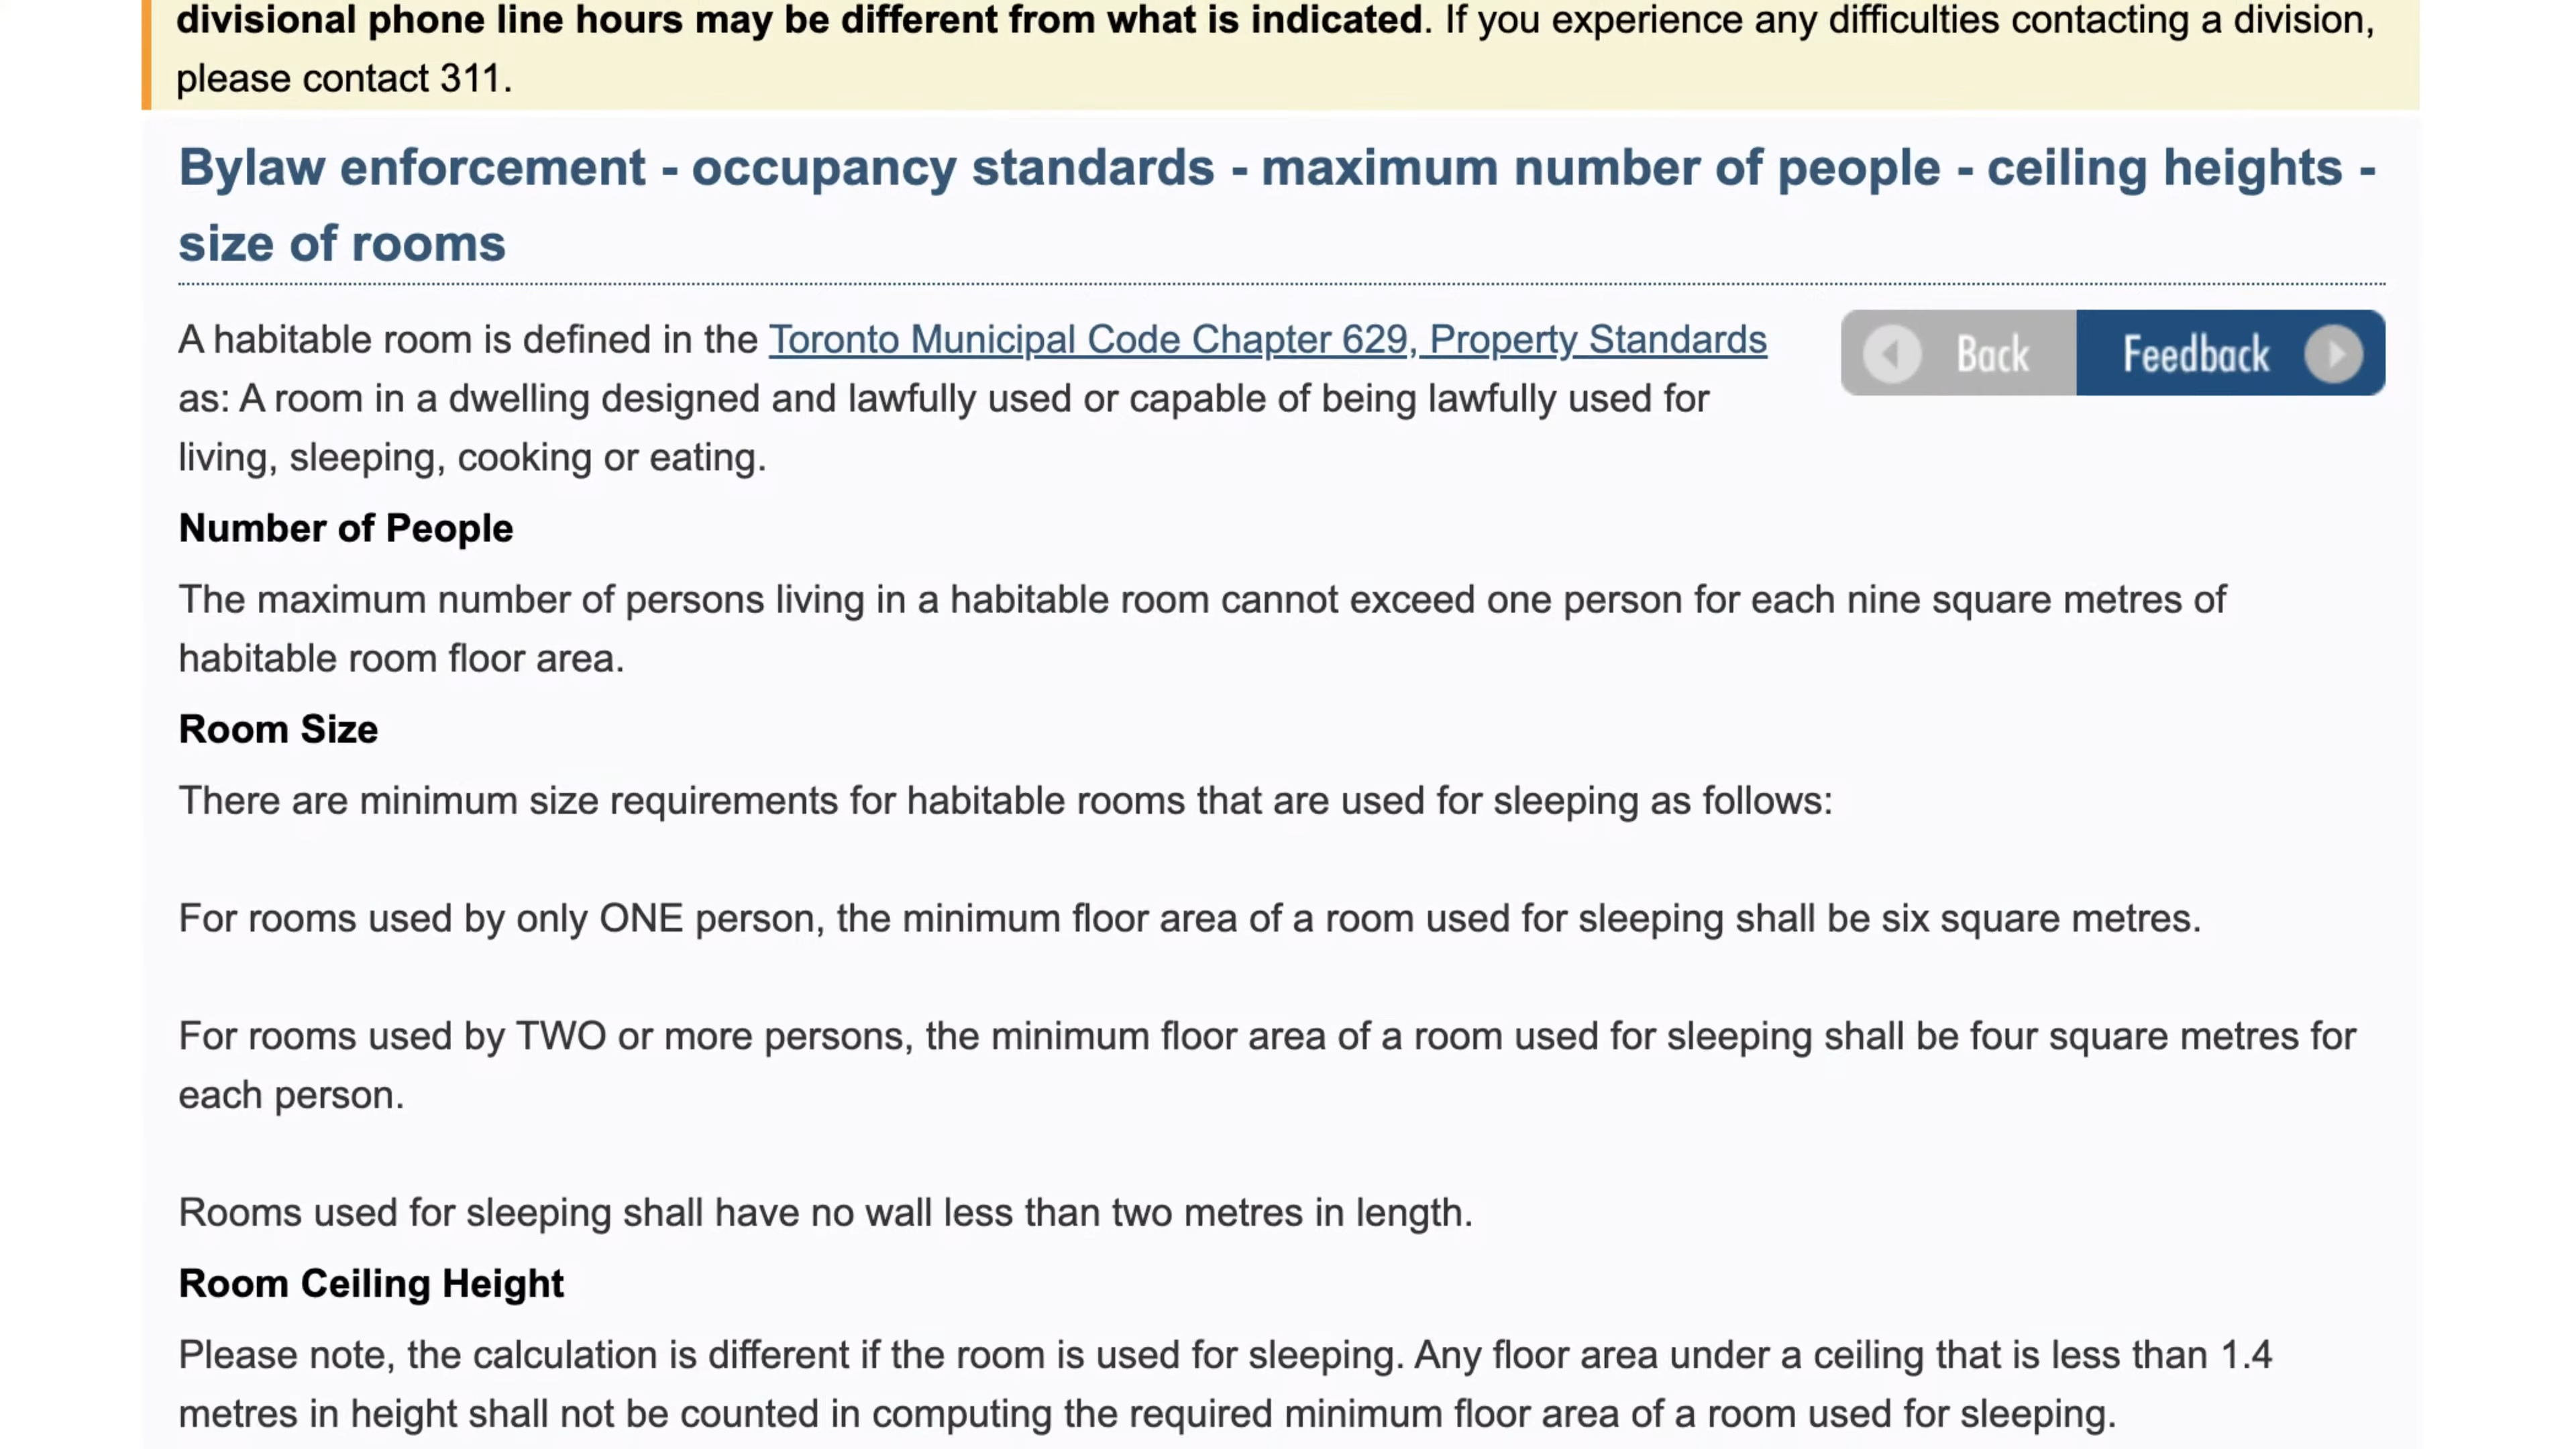 divisional phone line hours may be different from what is indicated. If you experience any difficulties contacting a division,
please contact 311.
Bylaw enforcement - occupancy standards - maximum number of people - ceiling heights -
size of rooms
A habitable room is defined in the Toronto Municipal Code Chapter 629, Property Standards
as: A room in a dwelling designed and lawfully used or capable of being lawfully used for
living, sleeping, cooking or eating.
Back
Feedback
Number of People
The maximum number of persons living in a habitable room cannot exceed one person for each nine square metres of
habitable room floor area.
Room Size
There are minimum size requirements for habitable rooms that are used for sleeping as follows:
For rooms used by only ONE person, the minimum floor area of a room used for sleeping shall be six square metres.
For rooms used by TWO or more persons, the minimum floor area of a room used for sleeping shall be four square metres for
each person.
Rooms used for sleeping shall have no wall less than two metres in length.
Room Ceiling Height
Please note, the calculation is different if the room is used for sleeping. Any floor area under a ceiling that is less than 1.4
metres in height shall not be counted in computing the required minimum floor area of a room used for sleeping.